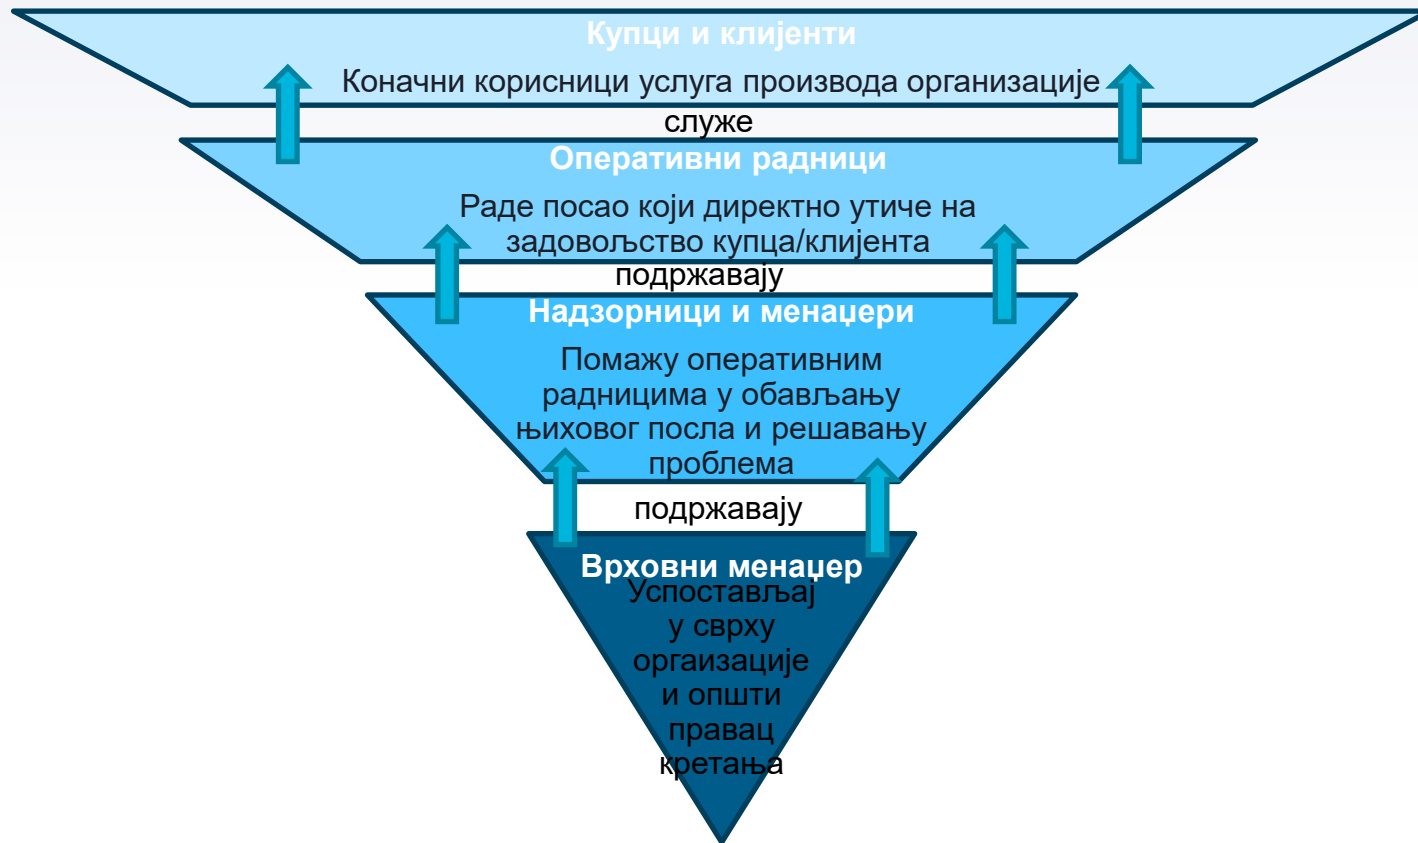 Купци и клијенти
Коначни корисници услуга производа организације
служе
Оперативни радници
Раде посао који директно утиче на
задовољство купца/клијента
подржавају
Надзорници и менаџери
Помажу оперативним
радницима у обављању
њиховог посла и решавању
проблема
подржавају
Врховни менаџер
Успостављај
у сврху
оргаизације
и општи
правац
кретања